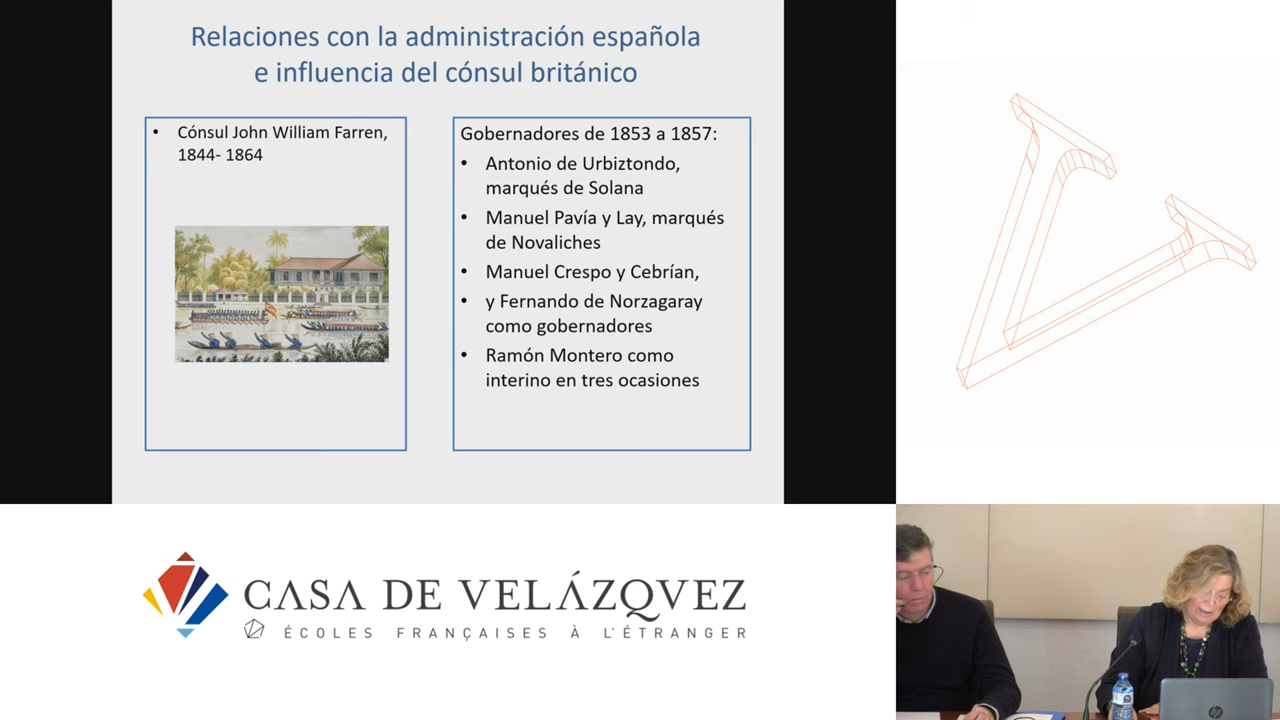 Relaciones con la administración española
e influencia del cónsul británico
• Cónsul John William Farren,
1844- 1864
Gobernadores de 1853 a 1857:
• Antonio de Urbiztondo,
marqués de Solana
• Manuel Pavía y Lay, marqués
de Novaliches
• Manuel Crespo y Cebrían,
• y Fernando de Norzagaray
como gobernadores
• Ramón Montero como
interino en tres ocasiones
CASA DE VELÁZQVEZ
ÉCOLES FRANÇAISES À L'ÉTRANGER
hp